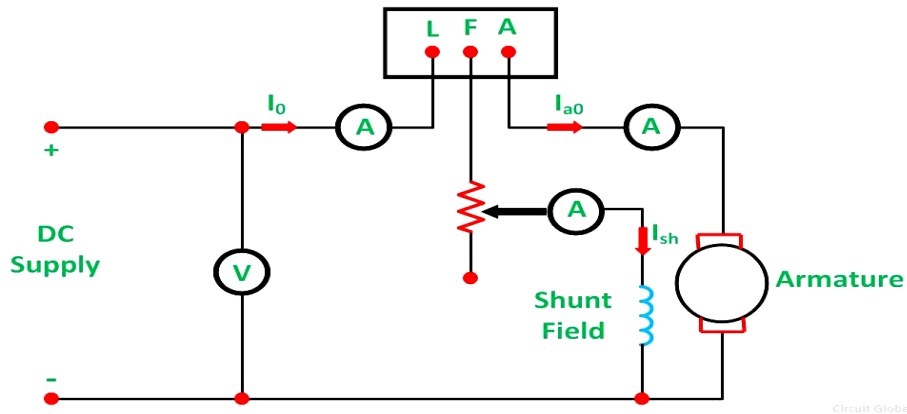 L F A
I0
A
Ia0
A
+
A
Ish
DC
Supply
V
Armature
Shunt
Field
-
Circuit Globe